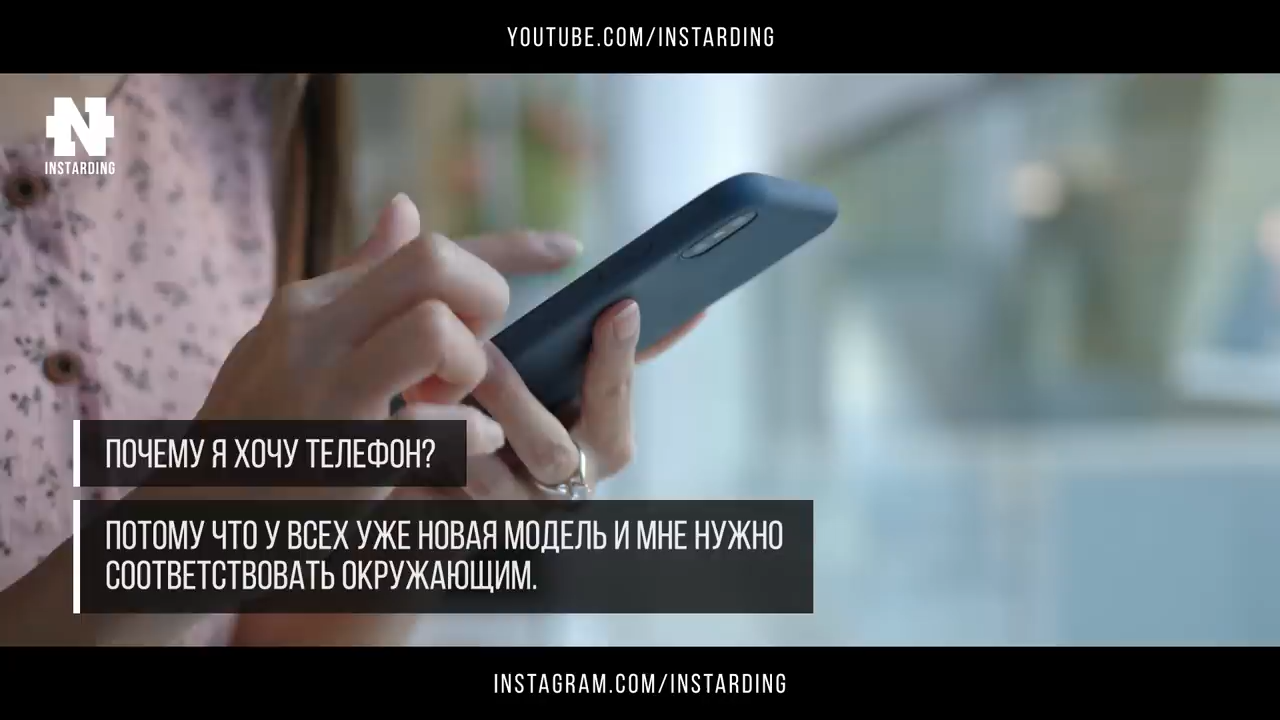 YOUTUBE.COM/INSTARDING
N
INSTARDING
ПОЧЕМУ Я ХОЧУ ТЕЛЕФОН?
ПОТОМУ ЧТО У ВСЕХ УЖЕ НОВАЯ МОДЕЛЬ И МНЕ НУЖНО
СООТВЕТСТВОВАТЬ ОКРУЖАЮЩИМ.
INSTAGRAM.COM/INSTARDING